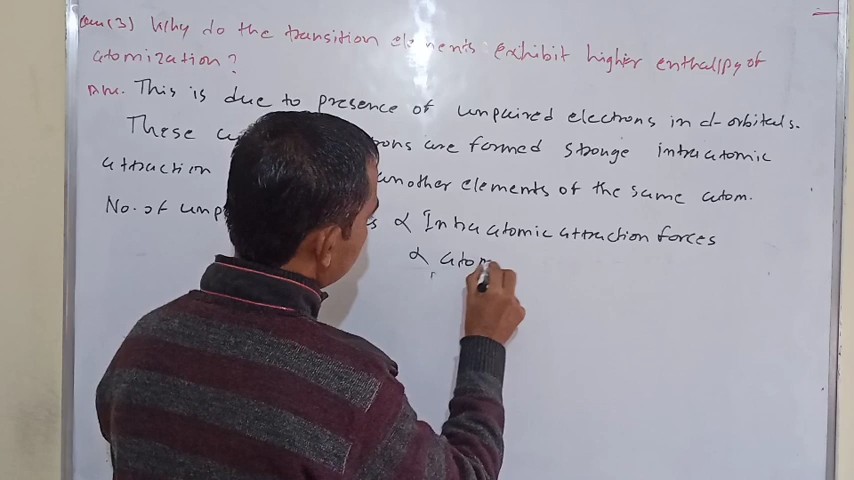 Que(3) Why do the transition elements exhibit higher enthalpy of
atomization?
Ans. This is due to presence of unpaired electrons in d-orbitals.
These are formed stronge intraatomic
attraction another elements of the same atom.
No. of ∝ Intraatomic attraction forces
∝ atom